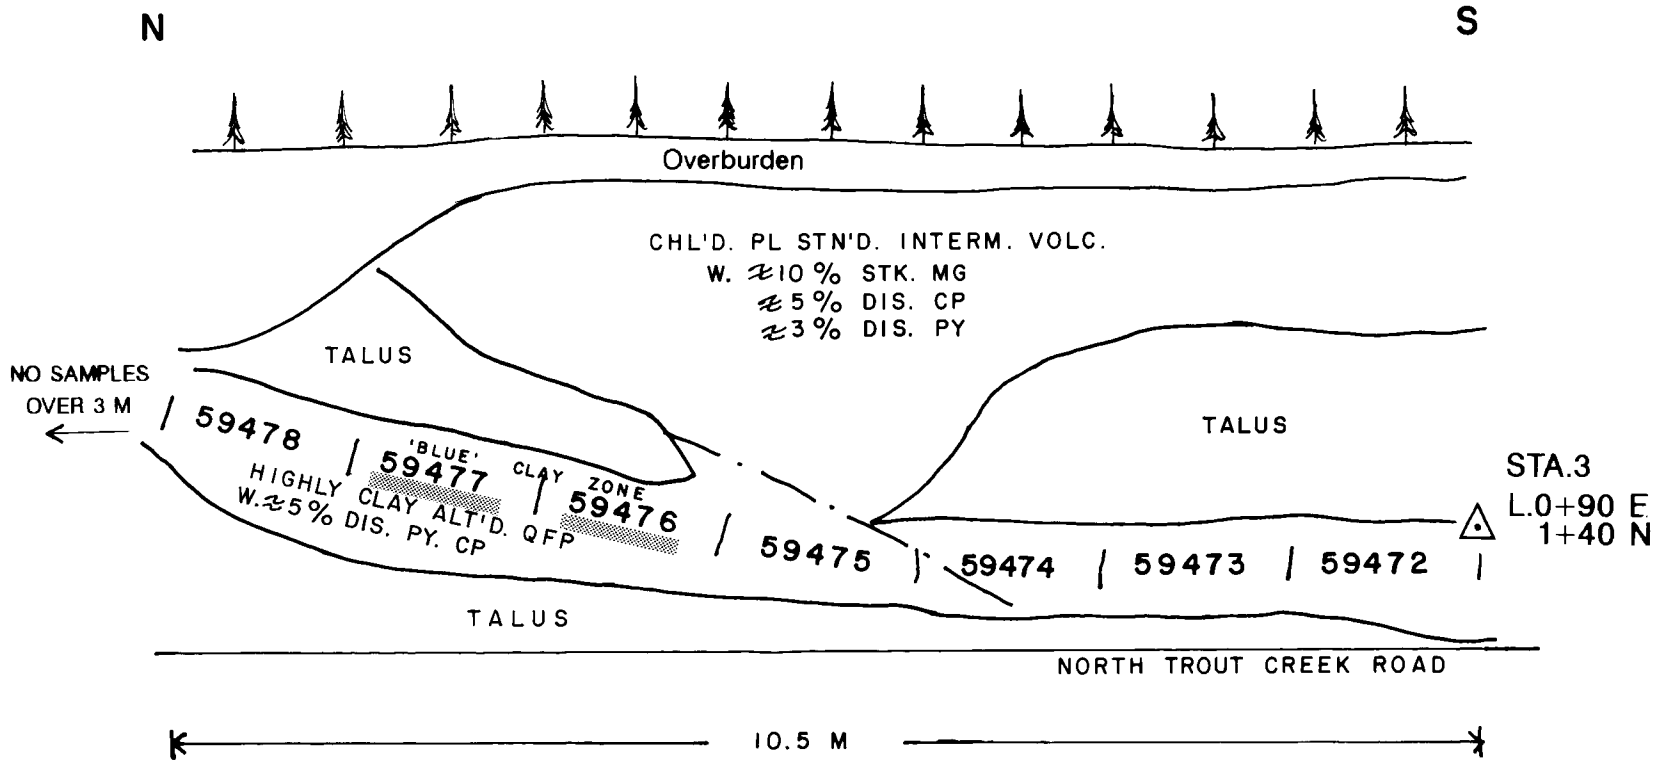 N
S
Overburden
CHL'D. PL STN'D. INTERM. VOLC.
W. ≈10% STK. MG
≈5% DIS. CP
≈3% DIS. PY
TALUS
NO SAMPLES
OVER 3 M
TALUS
STA.3
L.0+90 E
1+40 N
'BLUE' CLAY ZONE
59478
59477
59476
59475
59474
59473
59472
HIGHLY CLAY ALT'D. QFP
W.≈5% DIS. PY. CP
TALUS
NORTH TROUT CREEK ROAD
10.5 M